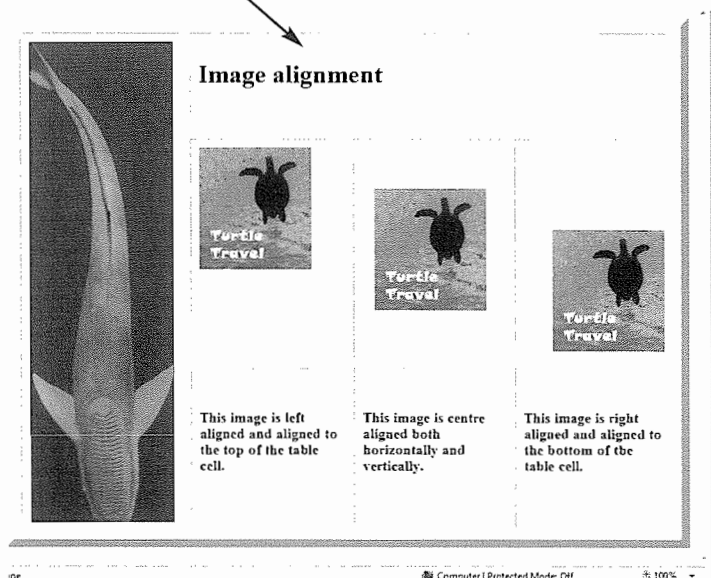 Image alignment
Turtle
Travel
Turtle
Travel
Turtle
Travel
This image is left
aligned and aligned to
the top of the table
cell.
This image is centre
aligned both
horizontally and
vertically.
This image is right
aligned and aligned to
the bottom of the
table cell.
Computer | Protected Mode: Off
100%